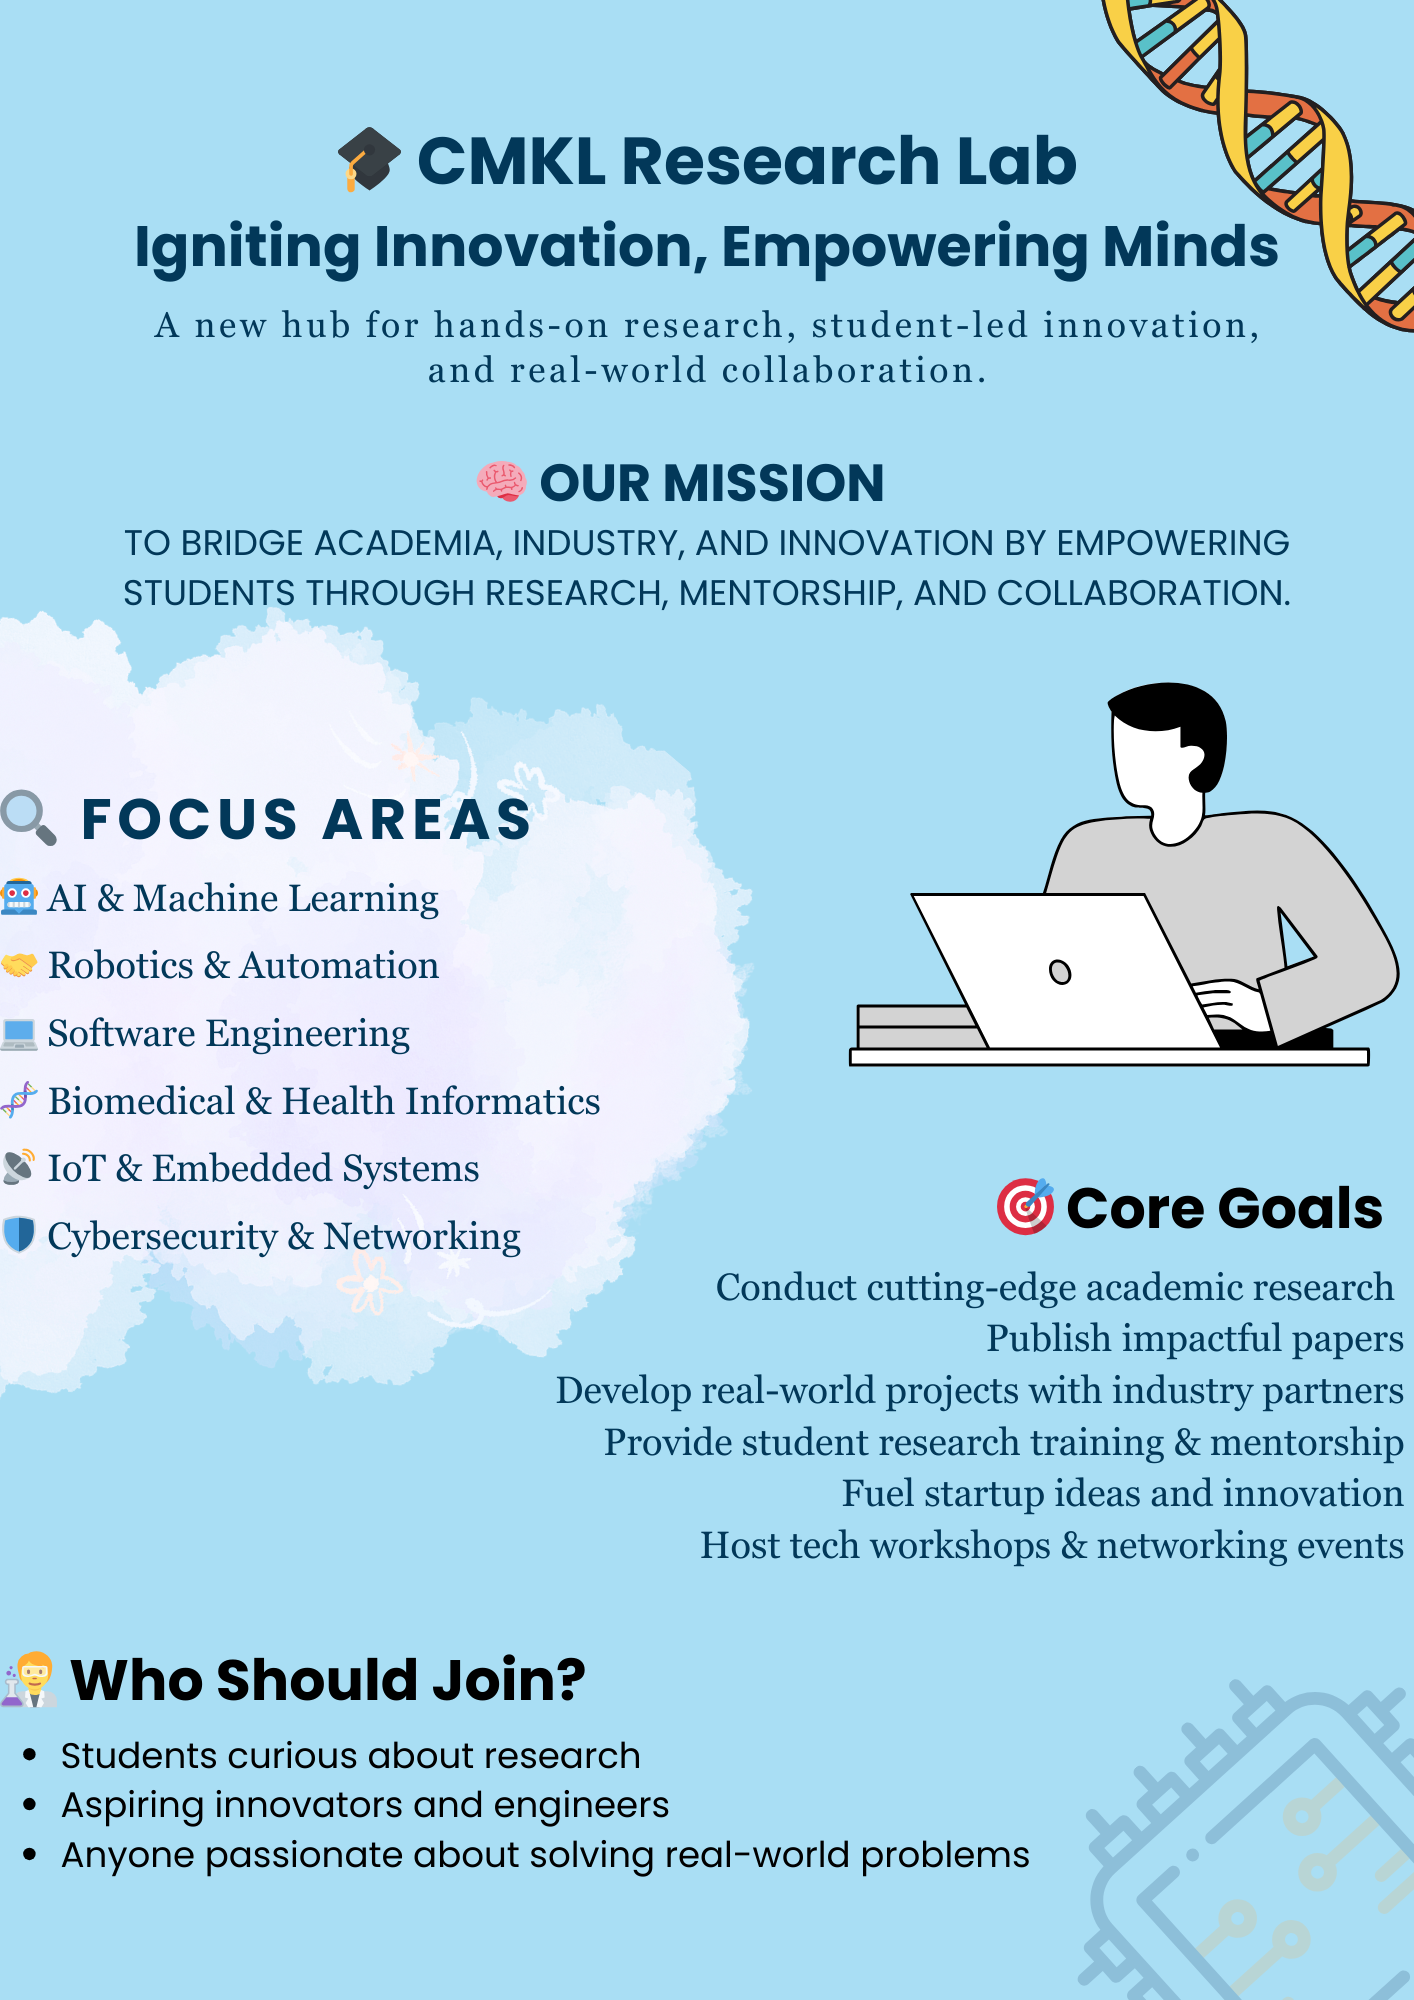 🎓 CMKL Research Lab
Igniting Innovation, Empowering Minds
A new hub for hands-on research, student-led innovation,
and real-world collaboration.
🧠 OUR MISSION
TO BRIDGE ACADEMIA, INDUSTRY, AND INNOVATION BY EMPOWERING
STUDENTS THROUGH RESEARCH, MENTORSHIP, AND COLLABORATION.
🔍 FOCUS AREAS
🤖 AI & Machine Learning
🤝 Robotics & Automation
💻 Software Engineering
🧬 Biomedical & Health Informatics
📡 IoT & Embedded Systems
🛡️ Cybersecurity & Networking
🎯 Core Goals
Conduct cutting-edge academic research
Publish impactful papers
Develop real-world projects with industry partners
Provide student research training & mentorship
Fuel startup ideas and innovation
Host tech workshops & networking events
🧑‍🔬 Who Should Join?
• Students curious about research
• Aspiring innovators and engineers
• Anyone passionate about solving real-world problems